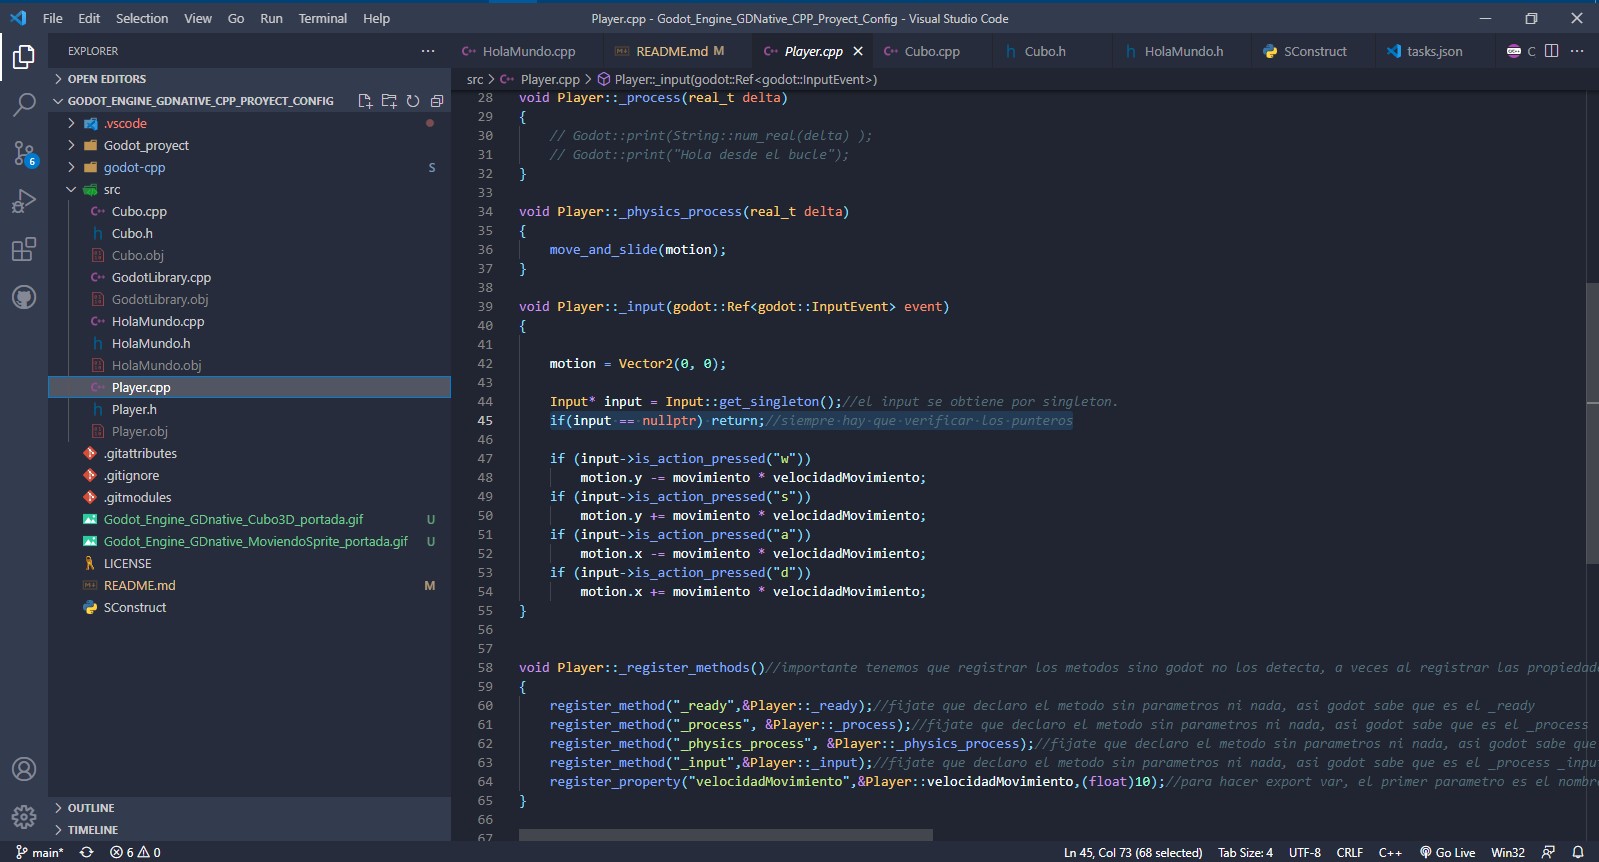 File Edit Selection View Go Run Terminal Help Player.cpp - Godot_Engine_GDNative_CPP_Proyect_Config - Visual Studio Code
EXPLORER ···
HolaMundo.cpp README.md M Player.cpp Cubo.cpp Cubo.h HolaMundo.h SConstruct tasks.json C ···
OPEN EDITORS
src > Player.cpp > Player::_input(godot::Ref<godot::InputEvent>)
GODOT_ENGINE_GDNATIVE_CPP_PROYECT_CONFIG
.vscode
Godot_proyect
godot-cpp S
src
Cubo.cpp
Cubo.h
Cubo.obj
GodotLibrary.cpp
GodotLibrary.obj
HolaMundo.cpp
HolaMundo.h
HolaMundo.obj
Player.cpp
Player.h
Player.obj
.gitattributes
.gitignore
.gitmodules
Godot_Engine_GDnative_Cubo3D_portada.gif U
Godot_Engine_GDnative_MoviendoSprite_portada.gif U
LICENSE
README.md M
SConstruct
OUTLINE
TIMELINE
6
28 void Player::_process(real_t delta)
29 {
30 // Godot::print(String::num_real(delta) );
31 // Godot::print("Hola desde el bucle");
32 }
33
34 void Player::_physics_process(real_t delta)
35 {
36 move_and_slide(motion);
37 }
38
39 void Player::_input(godot::Ref<godot::InputEvent> event)
40 {
41
42 motion = Vector2(0, 0);
43
44 Input* input = Input::get_singleton();//el input se obtiene por singleton.
45 if(input == nullptr) return;//siempre hay que verificar los punteros
46
47 if (input->is_action_pressed("w"))
48 motion.y -= movimiento * velocidadMovimiento;
49 if (input->is_action_pressed("s"))
50 motion.y += movimiento * velocidadMovimiento;
51 if (input->is_action_pressed("a"))
52 motion.x -= movimiento * velocidadMovimiento;
53 if (input->is_action_pressed("d"))
54 motion.x += movimiento * velocidadMovimiento;
55 }
56
57
58 void Player::_register_methods()//importante tenemos que registrar los metodos sino godot no los detecta, a veces al registrar las propiedade
59 {
60 register_method("_ready",&Player::_ready);//fijate que declaro el metodo sin parametros ni nada, asi godot sabe que es el _ready
61 register_method("_process", &Player::_process);//fijate que declaro el metodo sin parametros ni nada, asi godot sabe que es el _process
62 register_method("_physics_process", &Player::_physics_process);//fijate que declaro el metodo sin parametros ni nada, asi godot sabe que
63 register_method("_input",&Player::_input);//fijate que declaro el metodo sin parametros ni nada, asi godot sabe que es el _process _inpu
64 register_property("velocidadMovimiento",&Player::velocidadMovimiento,(float)10);//para hacer export var, el primer parametro es el nombr
65 }
66
67
main* 6 0 Ln 45, Col 73 (68 selected) Tab Size: 4 UTF-8 CRLF C++ Go Live Win32